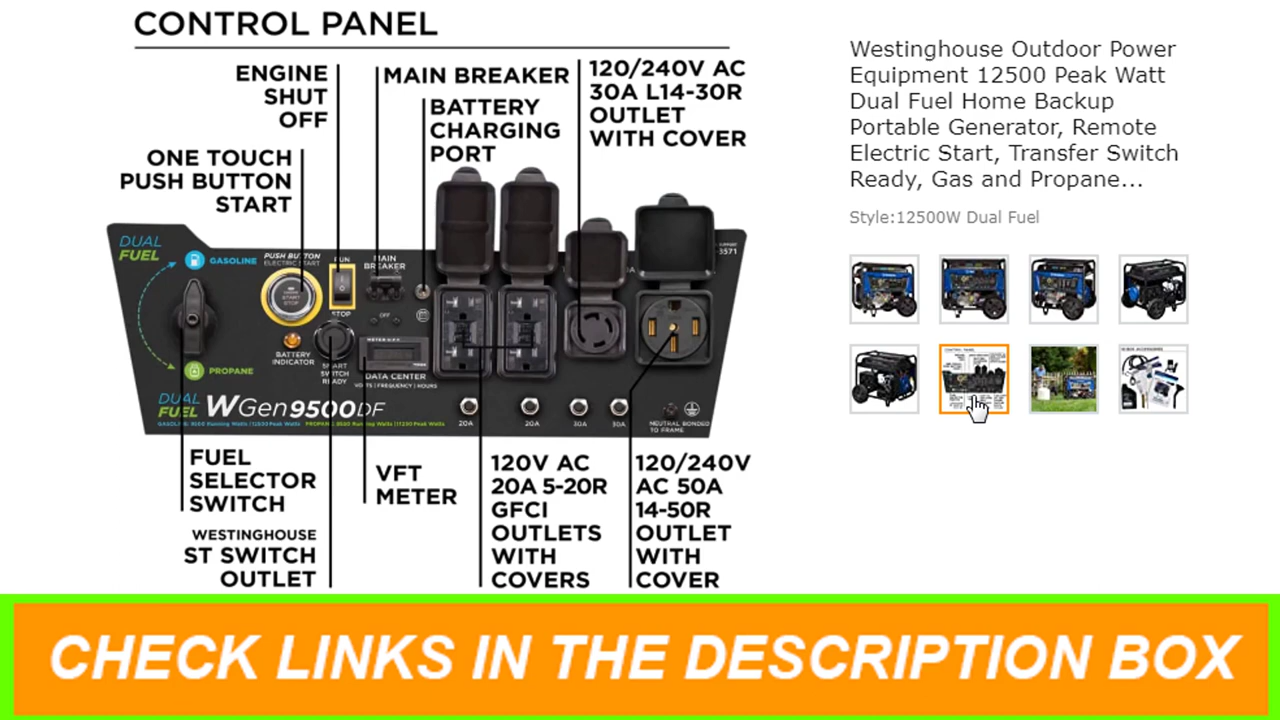 CONTROL PANEL
ENGINE
SHUT
OFF
MAIN BREAKER
120/240V AC
30A L14-30R
OUTLET
WITH COVER
BATTERY
CHARGING
PORT
ONE TOUCH
PUSH BUTTON
START
DUAL
FUEL
GASOLINE
PUSH BUTTON
ELECTRIC START
RUN
MAIN
BREAKER
-3571
START
STOP
STOP
OFF
BATTERY
INDICATOR
SMART
SWITCH
READY
DATA CENTER
VOLTS | FREQUENCY | HOURS
PROPANE
DUAL
FUEL
WGen9500DF
20A
20A
30A
30A
NEUTRAL BONDED
TO FRAME
FUEL
SELECTOR
SWITCH
WESTINGHOUSE
ST SWITCH
OUTLET
VFT
METER
120V AC
20A 5-20R
GFCI
OUTLETS
WITH
COVERS
120/240V
AC 50A
14-50R
OUTLET
WITH
COVER
Westinghouse Outdoor Power
Equipment 12500 Peak Watt
Dual Fuel Home Backup
Portable Generator, Remote
Electric Start, Transfer Switch
Ready, Gas and Propane...
Style:12500W Dual Fuel
CHECK LINKS IN THE DESCRIPTION BOX